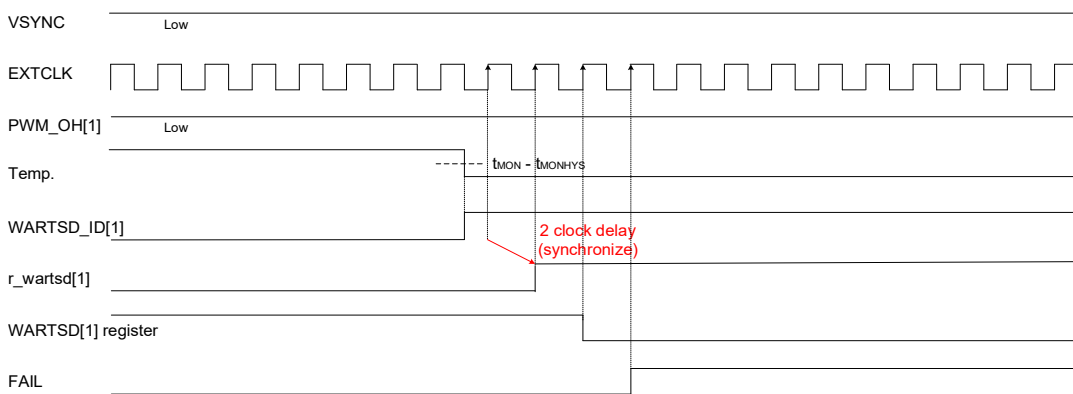 VSYNC
Low
EXTCLK
PWM_OH[1]
Low
tMON - tMONHYS
Temp.
WARTSD_ID[1]
2 clock delay
(synchronize)
r_wartsd[1]
WARTSD[1] register
FAIL